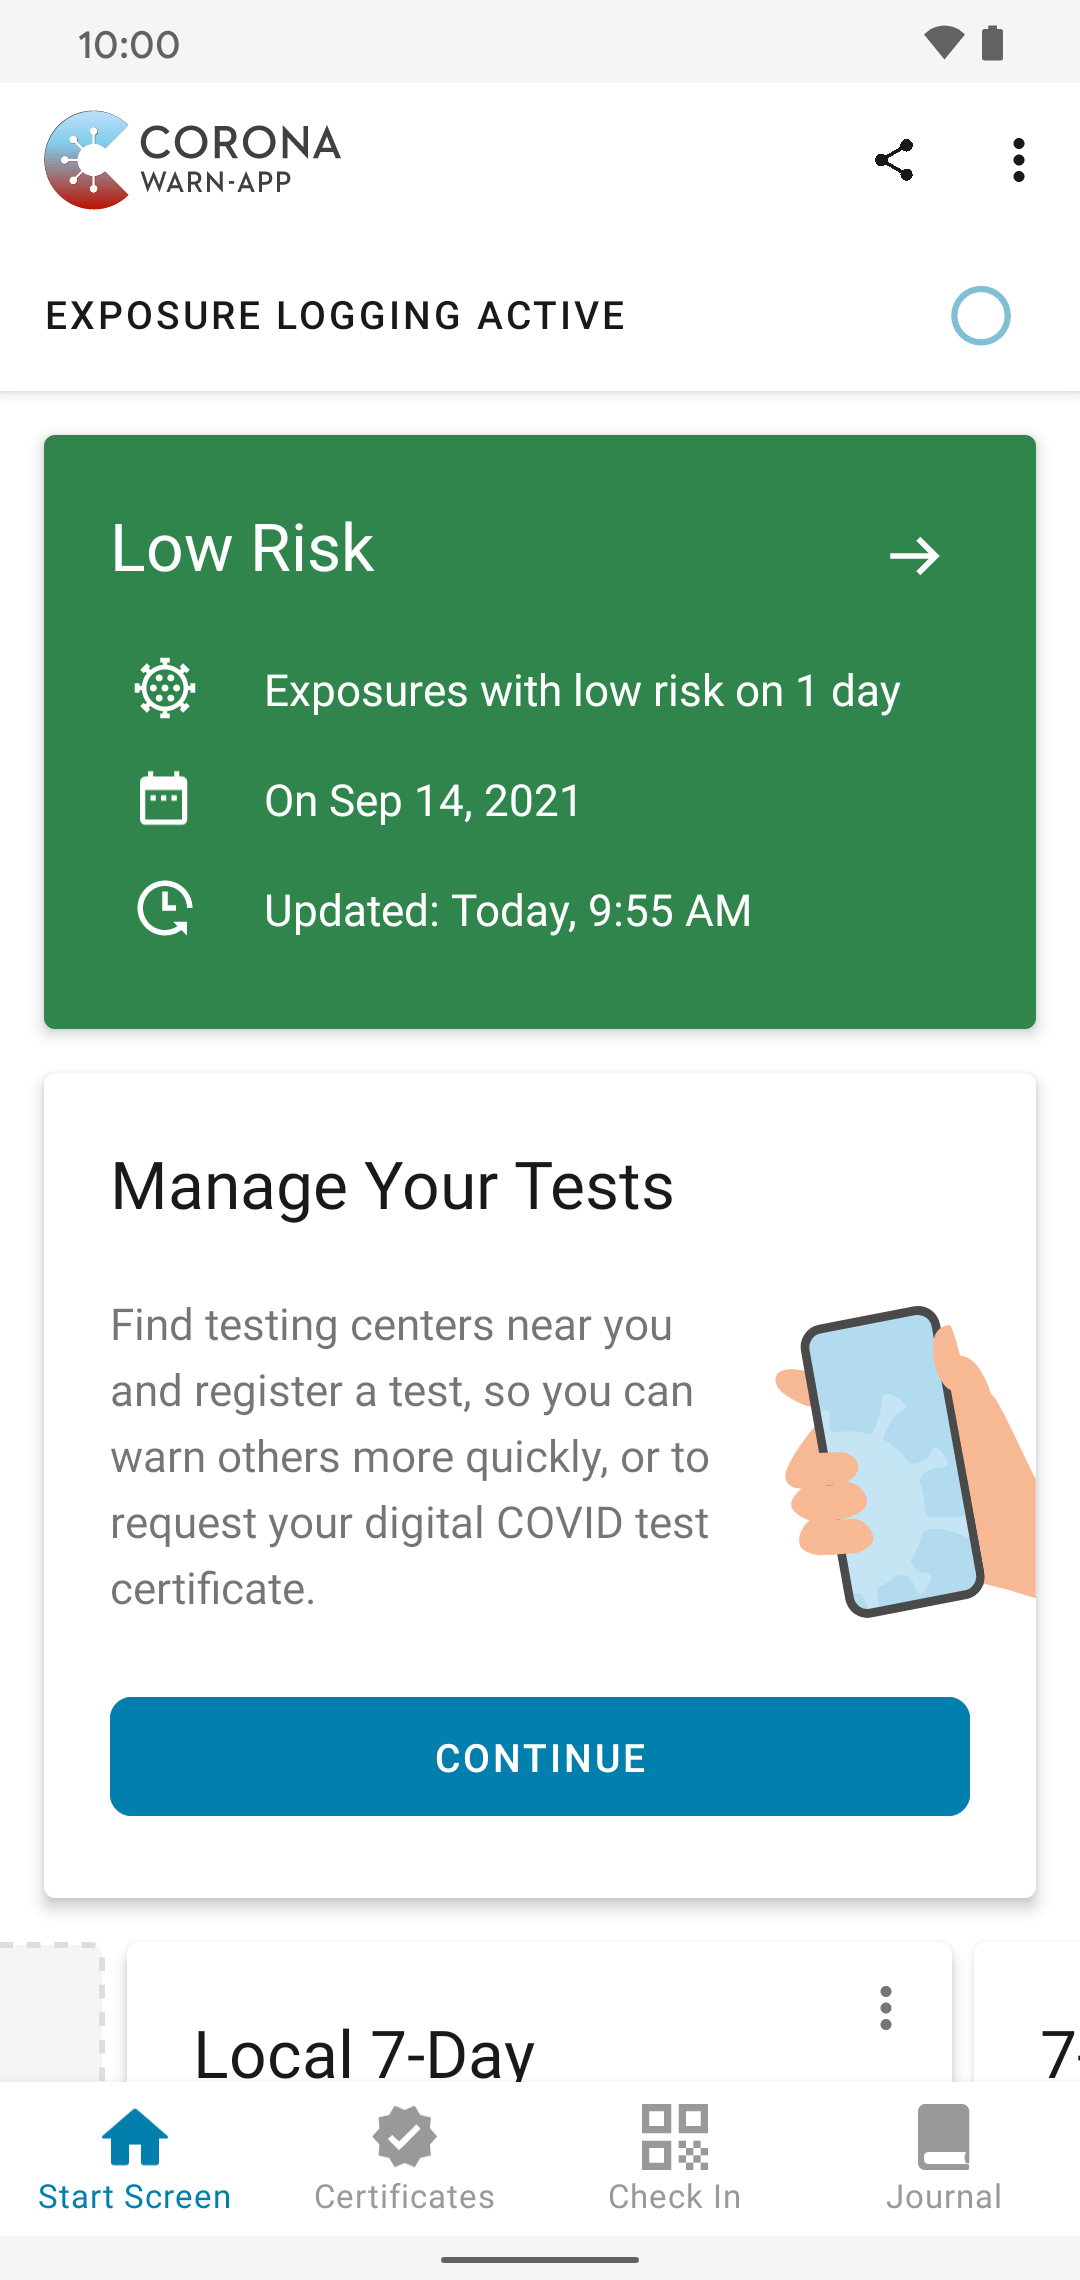 10:00
CORONA
WARN-APP
EXPOSURE LOGGING ACTIVE
Low Risk
Exposures with low risk on 1 day
On Sep 14, 2021
Updated: Today, 9:55 AM
Manage Your Tests
Find testing centers near you
and register a test, so you can
warn others more quickly, or to
request your digital COVID test
certificate.
CONTINUE
Local 7-Day
7-
Start Screen
Certificates
Check In
Journal